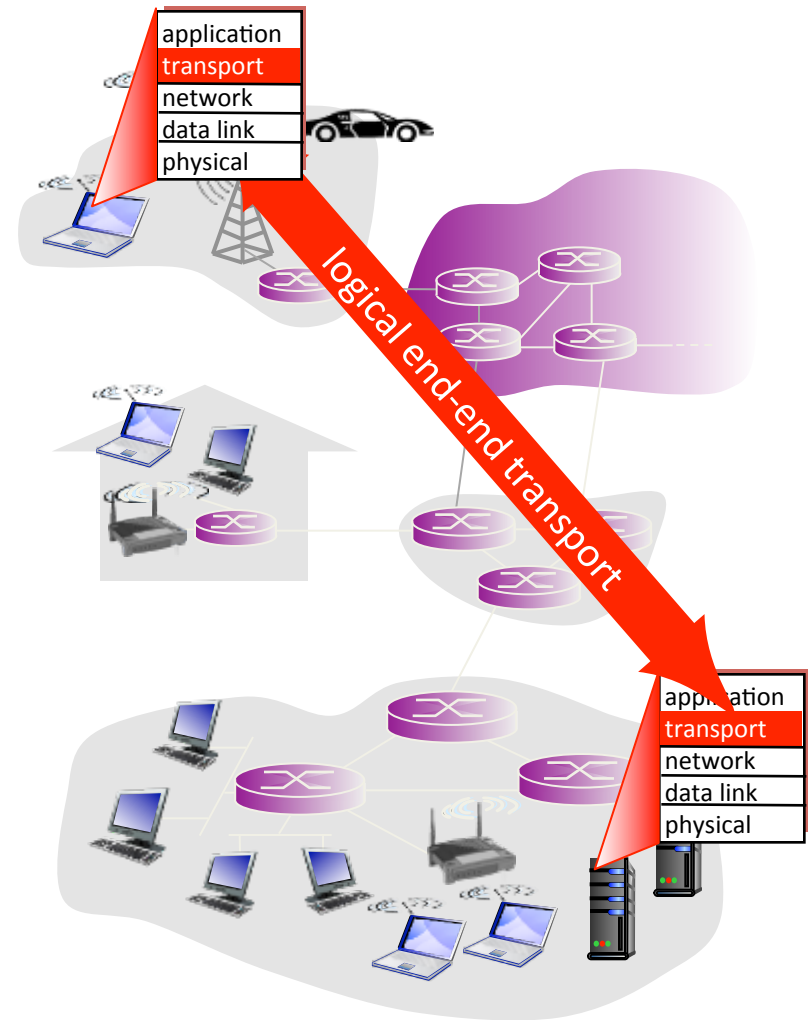 application
transport
network
data link
physical
logical end-end transport
application
transport
network
data link
physical